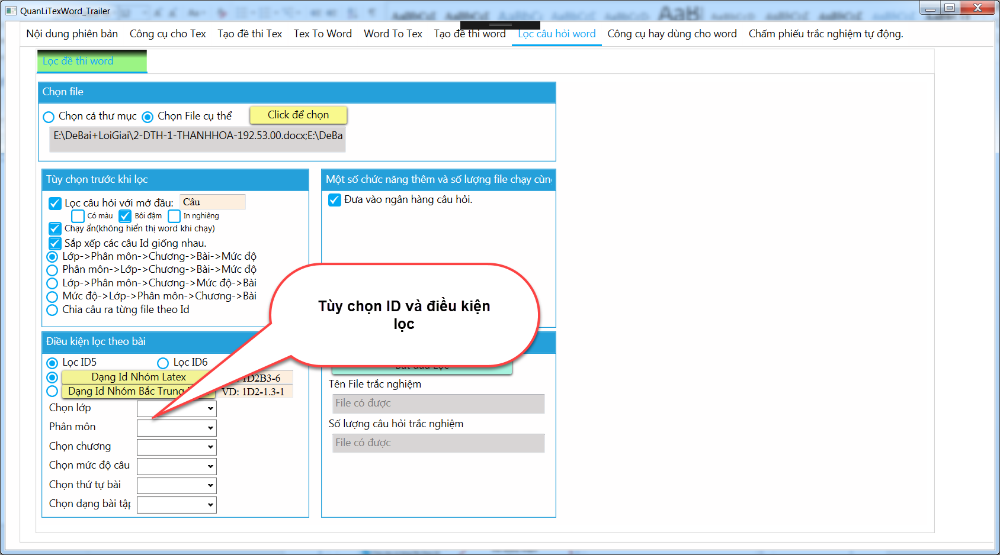 QuanLiTexWord_Trailer
Nội dung phiên bản Công cụ cho Tex Tạo đề thi Tex Tex To Word Word To Tex Tạo đề thi word Lọc câu hỏi word Công cụ hay dùng cho word Chấm phiếu trắc nghiệm tự động.
Lọc đề thi word
Chọn file
Chọn cả thư mục Chọn File cụ thể Click để chọn
E:\DeBai+LoiGiai\2-DTH-1-THANHHOA-192.53.00.docx;E:\DeBa
Tùy chọn trước khi lọc
Lọc câu hỏi với mở đầu: Câu
Có màu Bôi đậm In nghiêng
Chạy ẩn(không hiển thị word khi chạy)
Sắp xếp các câu Id giống nhau.
Lớp->Phân môn->Chương->Bài->Mức độ
Phân môn->Lớp->Chương->Bài->Mức độ
Lớp->Phân môn->Chương->Mức độ->Bài
Mức độ->Lớp->Phân môn->Chương->Bài
Chia câu ra từng file theo Id
Một số chức năng thêm và số lượng file chạy cùn
Đưa vào ngân hàng câu hỏi.
Tùy chọn ID và điều kiện
lọc
Điều kiện lọc theo bài
Lọc ID5 Lọc ID6
Dạng Id Nhóm Latex 1D2B3-6
Dạng Id Nhóm Bắc Trung VD: 1D2-1.3-1
Chọn lớp
Phân môn
Chọn chương
Chọn mức độ câu
Chọn thứ tự bài
Chọn dạng bài tậ
Tên File trắc nghiệm
File có được
Số lượng câu hỏi trắc nghiệm
File có được